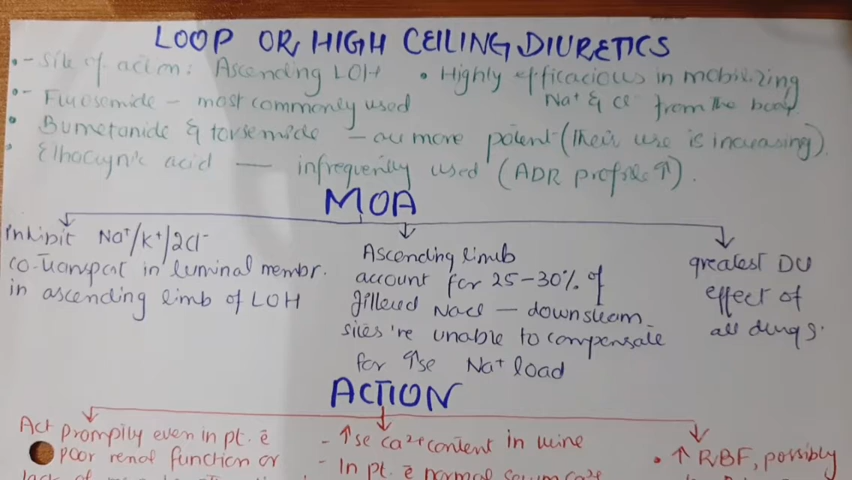 LOOP OR HIGH CEILING DIURETICS
- Site of action: Ascending LOH • Highly efficacious in mobilizing
Na+ & Cl- from the body
- Fluosemide - most commonly used
Bumetanide & torsemide - are more potent (Their use is increasing).
Ethacynic acid - infrequently used (ADR profile ↑).
MOA
Inhibit Na+/K+/2Cl-
co-transport in luminal membr.
in ascending limb of LOH
Ascending limb
account for 25-30% of
filtered NaCl - downstream
sites're unable to compensate
for ↑se Na+ load
greatest DU
effect of
all drugs.
ACTION
Act promptly even in pt. ē
poor renal function or
lack of
- ↑se Ca2+ content in urine
- In pt. ē normal serum Ca2+
• ↑ RBF, possibly